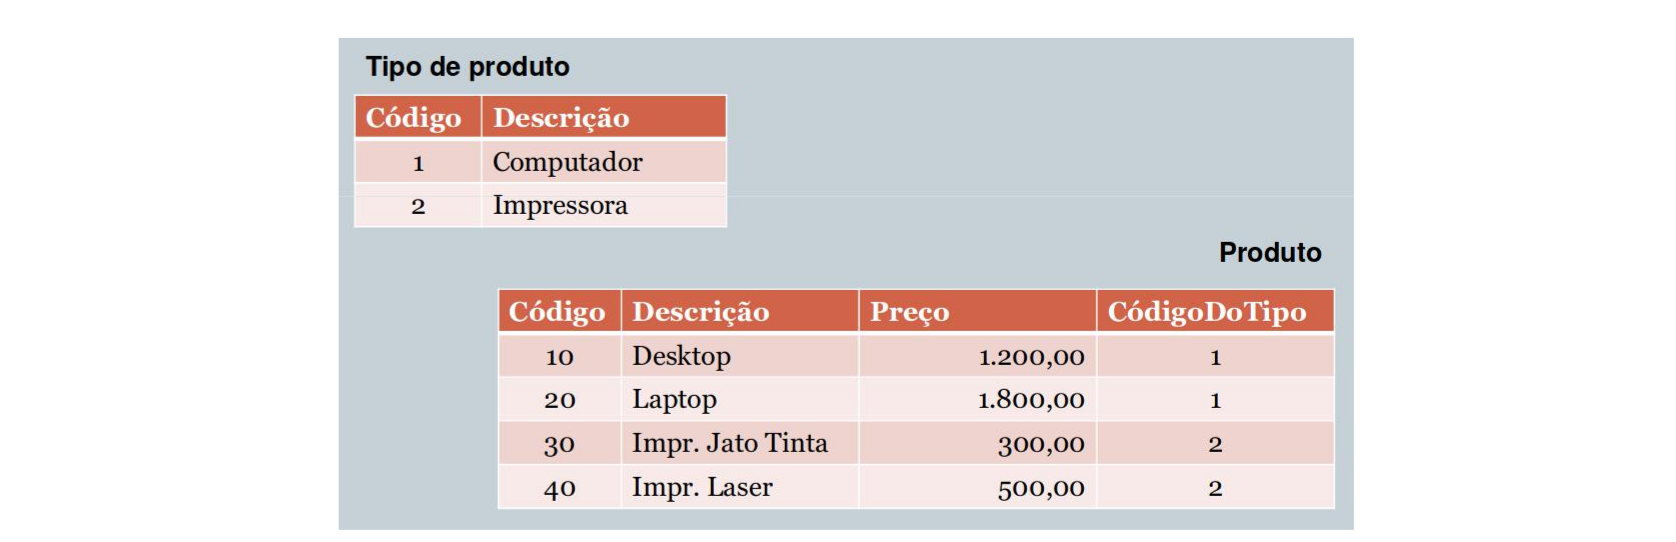 Tipo de produto
Código Descrição
1 Computador
2 Impressora
Produto
Código Descrição Preço CódigoDoTipo
10 Desktop 1.200,00 1
20 Laptop 1.800,00 1
30 Impr. Jato Tinta 300,00 2
40 Impr. Laser 500,00 2